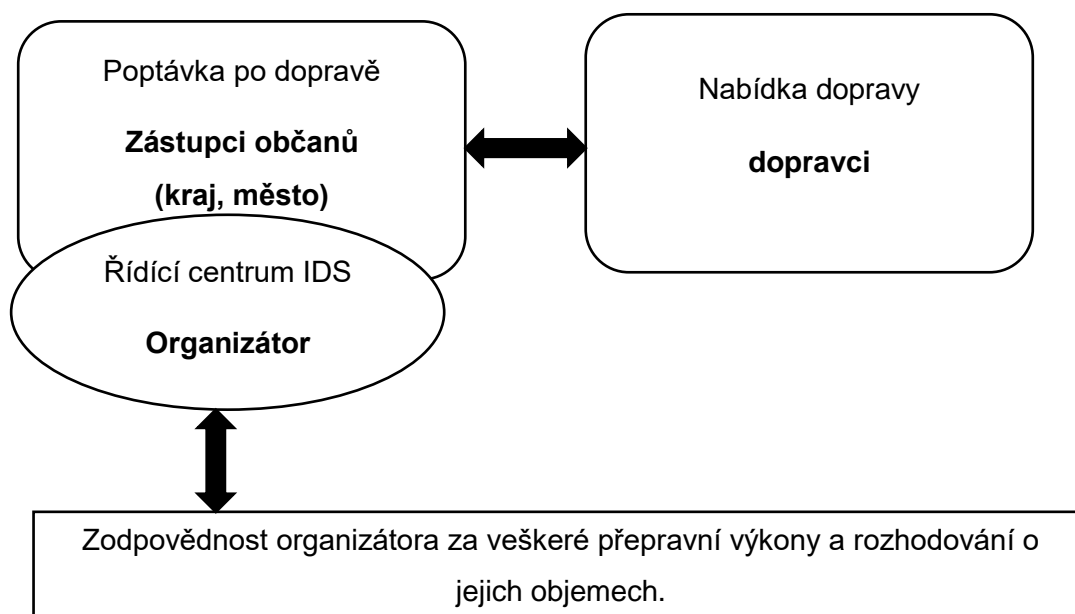 Poptávka po dopravě
Zástupci občanů
(kraj, město)
Řídící centrum IDS
Organizátor
Nabídka dopravy
dopravci
Zodpovědnost organizátora za veškeré přepravní výkony a rozhodování o
jejich objemech.